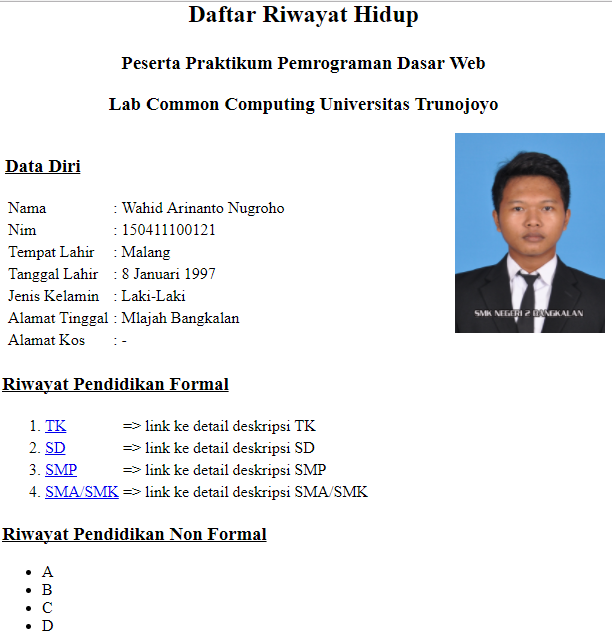 Daftar Riwayat Hidup
Peserta Praktikum Pemrograman Dasar Web
Lab Common Computing Universitas Trunojoyo
Data Diri
Nama : Wahid Arinanto Nugroho
Nim : 150411100121
Tempat Lahir : Malang
Tanggal Lahir : 8 Januari 1997
Jenis Kelamin : Laki-Laki
Alamat Tinggal : Mlajah Bangkalan
Alamat Kos : -
SMK NEGERI 2 BANGKALAN
Riwayat Pendidikan Formal
1. TK => link ke detail deskripsi TK
2. SD => link ke detail deskripsi SD
3. SMP => link ke detail deskripsi SMP
4. SMA/SMK => link ke detail deskripsi SMA/SMK
Riwayat Pendidikan Non Formal
• A
• B
• C
• D